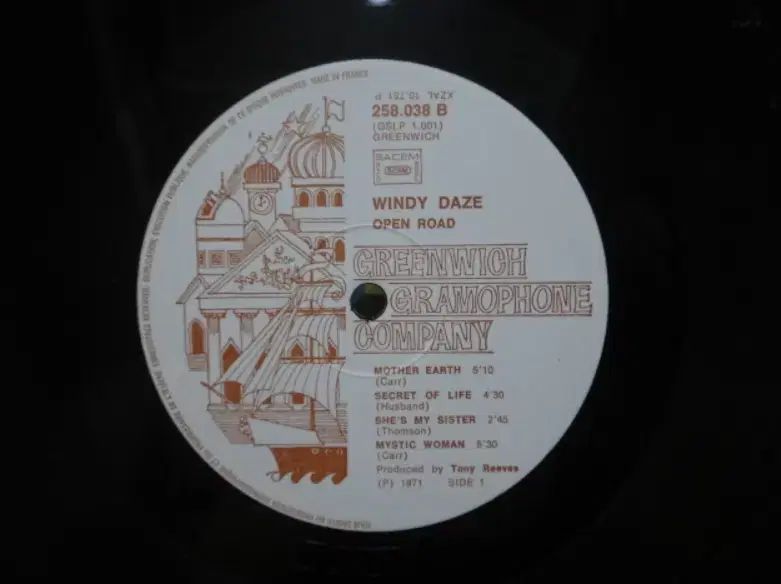 XZAL 10.751 P
258.038 B
(GSLP 1.001)
GREENWICH
SACEM
WINDY DAZE
OPEN ROAD
GREENWICH
GRAMOPHONE
COMPANY
MOTHER EARTH 5'10
(Carr)
SECRET OF LIFE 4'30
(Husband)
SHE'S MY SISTER 2'45
(Thomson)
MYSTIC WOMAN 5'30
(Carr)
Produced by Tony Reeves
(P) 1971 SIDE 1
MADE IN FRANCE